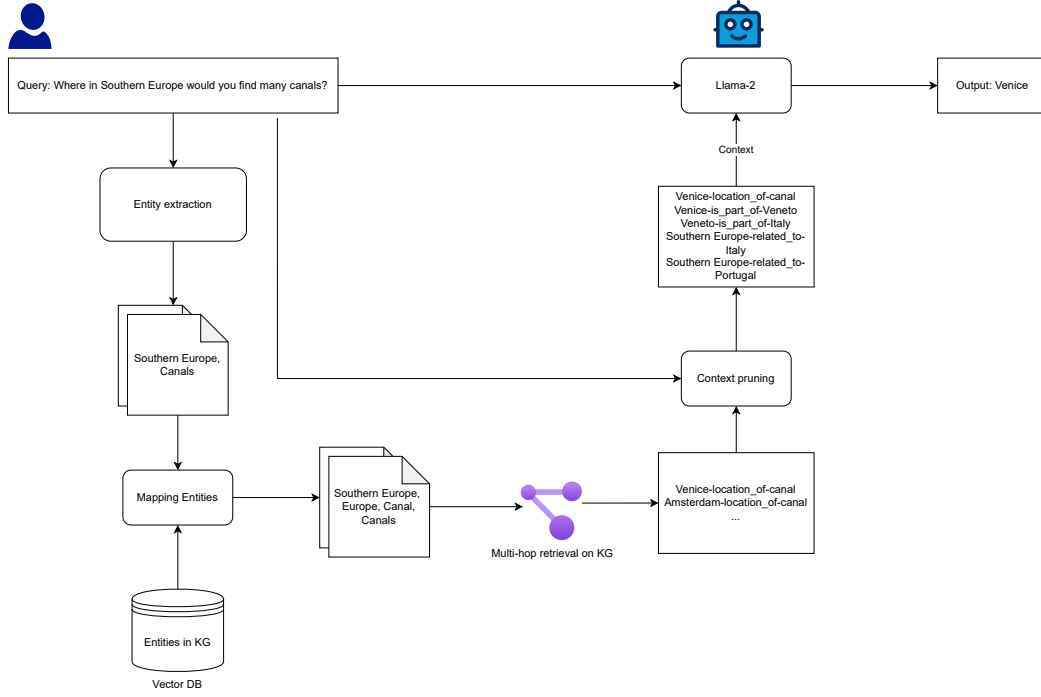 Query: Where in Southern Europe would you find many canals?
Llama-2
Output: Venice
Context
Entity extraction
Venice-location_of-canal
Venice-is_part_of-Veneto
Veneto-is_part_of-Italy
Southern Europe-related_to-
Italy
Southern Europe-related_to-
Portugal
Southern Europe,
Canals
Context pruning
Mapping Entities
Southern Europe,
Europe, Canal,
Canals
Multi-hop retrieval on KG
Venice-location_of-canal
Amsterdam-location_of-canal
...
Entities in KG
Vector DB